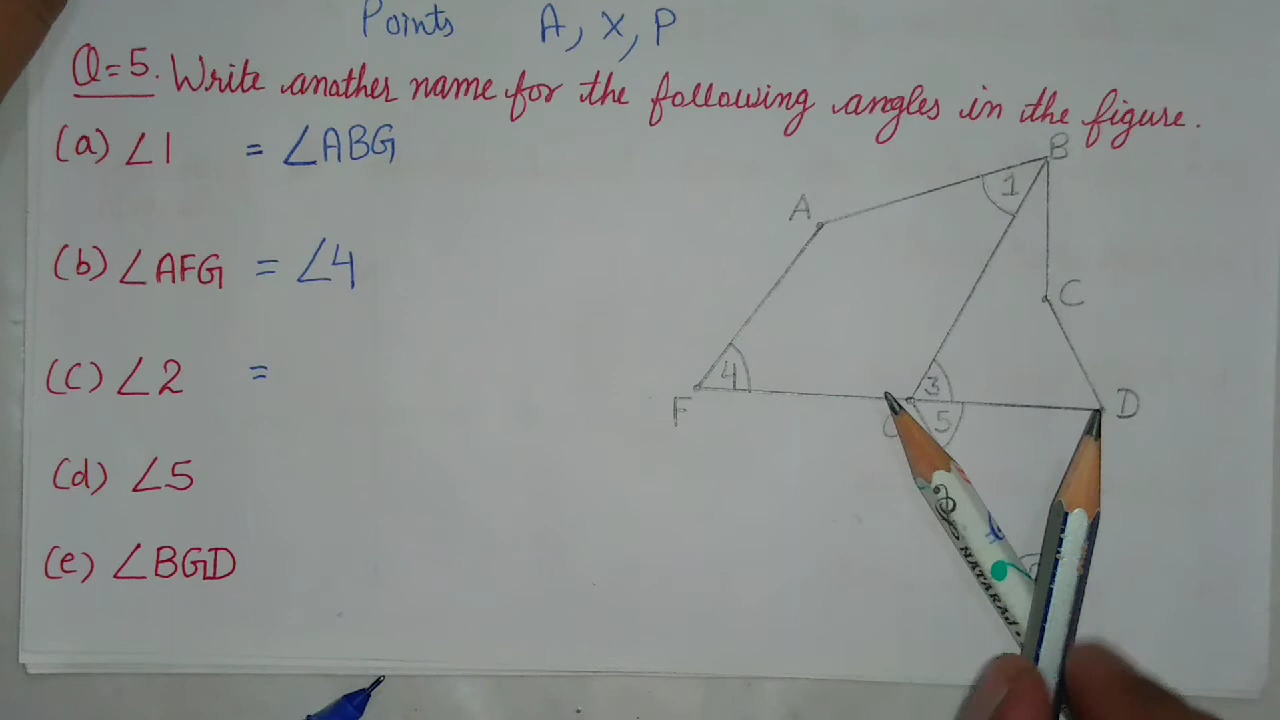 Points A, X, P
Q=5. Write another name for the following angles in the figure.
(a) ∠1 = ∠ABG
(b) ∠AFG = ∠4
(c) ∠2 =
(d) ∠5
(e) ∠BGD
B
1
A
C
4
3
F
D
5
NATARAJ